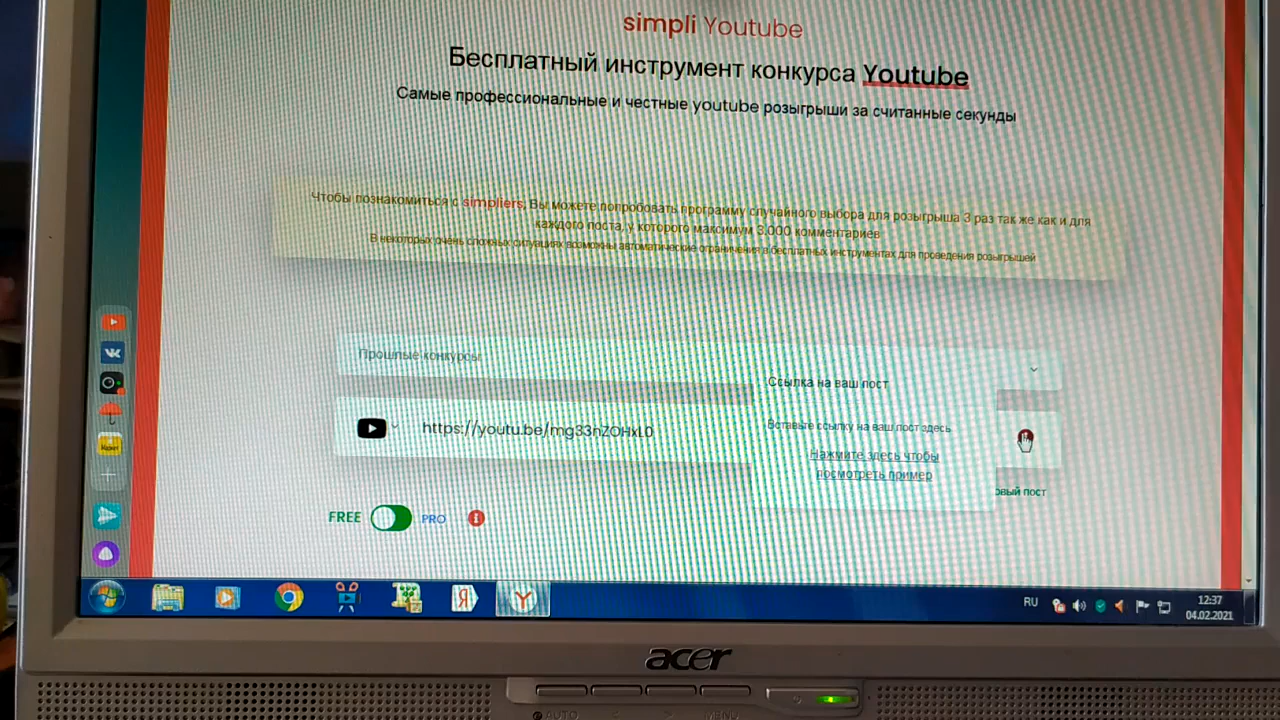 simpli Youtube
Бесплатный инструмент конкурса Youtube
Самые профессиональные и честные youtube розыгрыши за считанные секунды
Чтобы познакомиться с simpliers, Вы можете попробовать программу случайного выбора для розыгрыша 3 раз так же как и для
каждого поста, у которого максимум 3.000 комментариев
В некоторых очень сложных ситуациях возможны автоматические ограничения в бесплатных инструментах для проведения розыгрышей
Прошлые конкурсы
Ссылка на ваш пост
https://youtu.be/mg33nZOHxL0
Вставьте ссылку на ваш пост здесь
Нажмите здесь чтобы
посмотреть пример
овый пост
FREE PRO
RU
12:37
04.02.2021
acer
AUTO
MENU